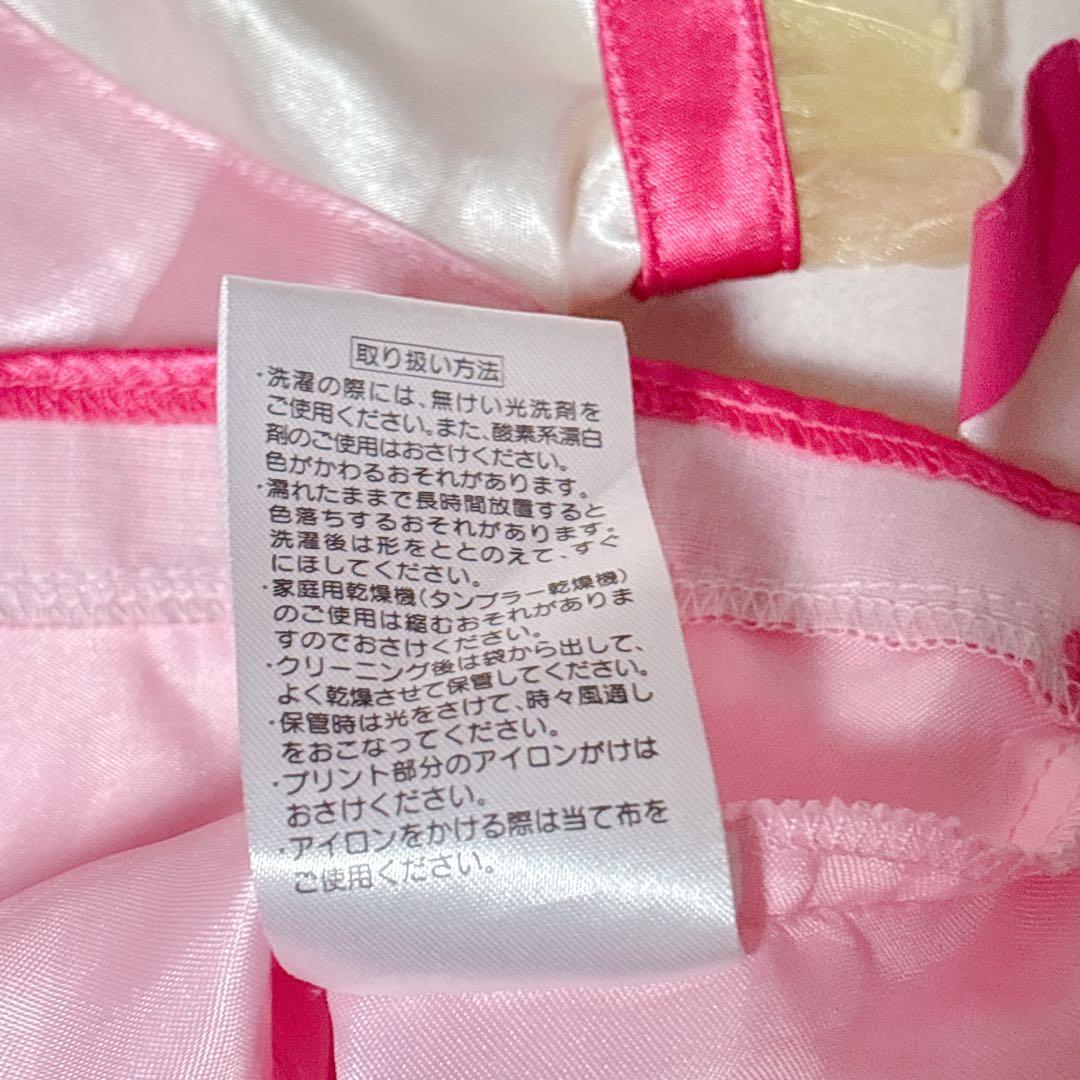 取り扱い方法
・洗濯の際には、無けい光洗剤を
ご使用ください。また、酸素系漂白
剤のご使用はおさけください。
色がかわるおそれがあります。
・濡れたままで長時間放置すると
色落ちするおそれがあります。
洗濯後は形をととのえて、すぐ
にほしてください。
・家庭用乾燥機(タンブラー乾燥機)
のご使用は縮むおそれがありま
すのでおさけください。
・クリーニング後は袋から出して、
よく乾燥させて保管してください。
・保管時は光をさけて、時々風通し
をおこなってください。
・プリント部分のアイロンがけは
おさけください。
・アイロンをかける際は当て布を
ご使用ください。